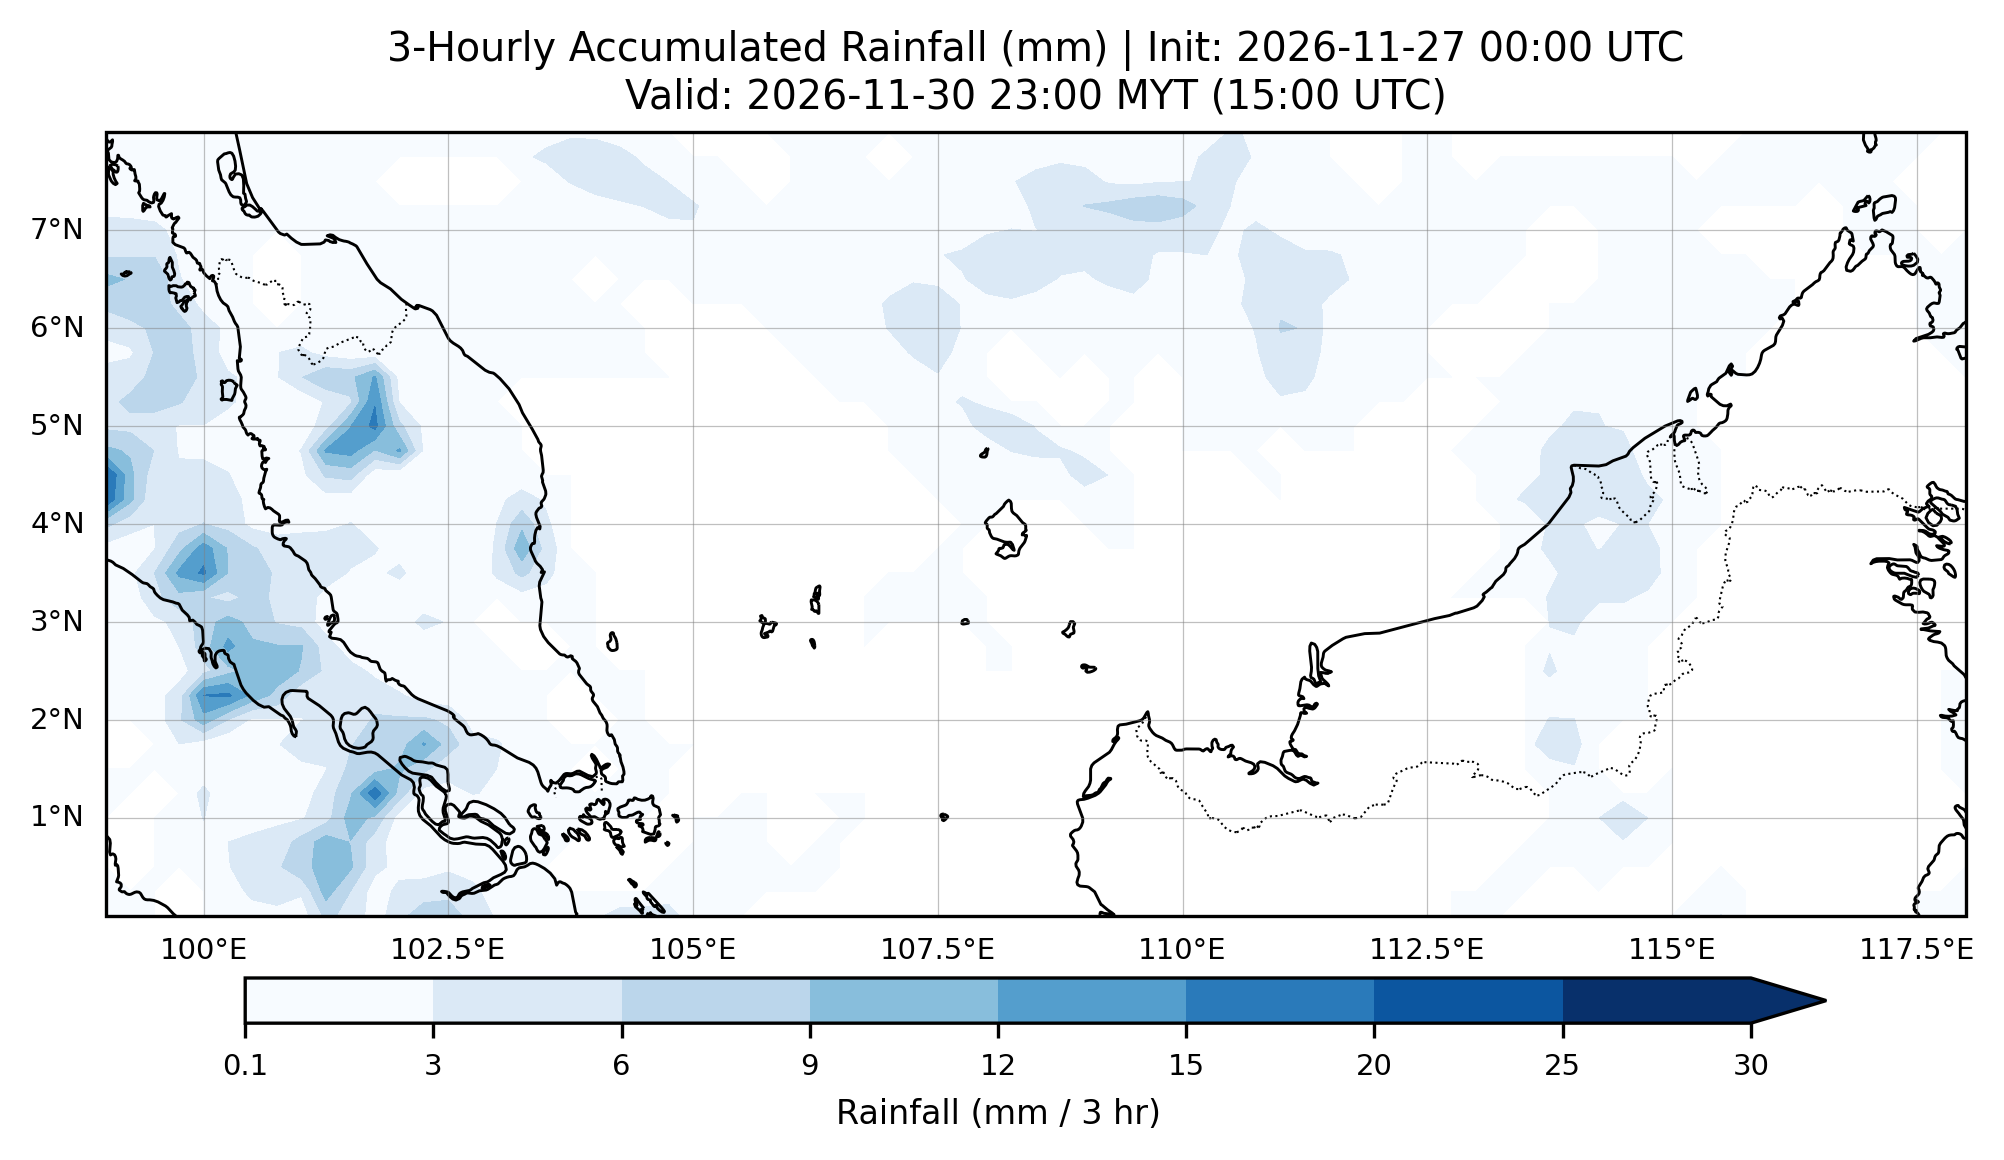 3-Hourly Accumulated Rainfall (mm) | Init: 2026-11-27 00:00 UTC
Valid: 2026-11-30 23:00 MYT (15:00 UTC)
7°N
6°N
5°N
4°N
3°N
2°N
1°N
100°E 102.5°E 105°E 107.5°E 110°E 112.5°E 115°E 117.5°E
0.1 3 6 9 12 15 20 25 30
Rainfall (mm / 3 hr)